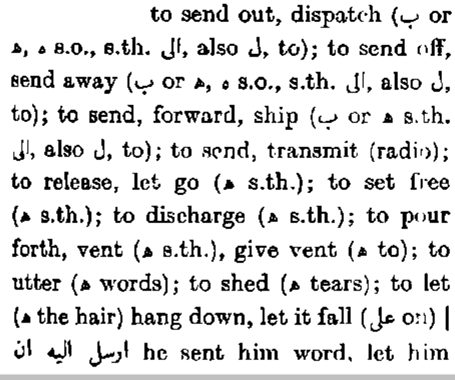 to send out, dispatch (ب or
ه, ه s.o., s.th. الى, also ل, to); to send off,
send away (ب or ه, ه s.o., s.th. الى, also ل,
to); to send, forward, ship (ب or ه s.th.
الى, also ل, to); to send, transmit (radio);
to release, let go (ه s.th.); to set free
(ه s.th.); to discharge (ه s.th.); to pour
forth, vent (ه s.th.), give vent (ه to); to
utter (ه words); to shed (ه tears); to let
(ه the hair) hang down, let it fall (على on) |
ارسل اليه ان he sent him word, let him